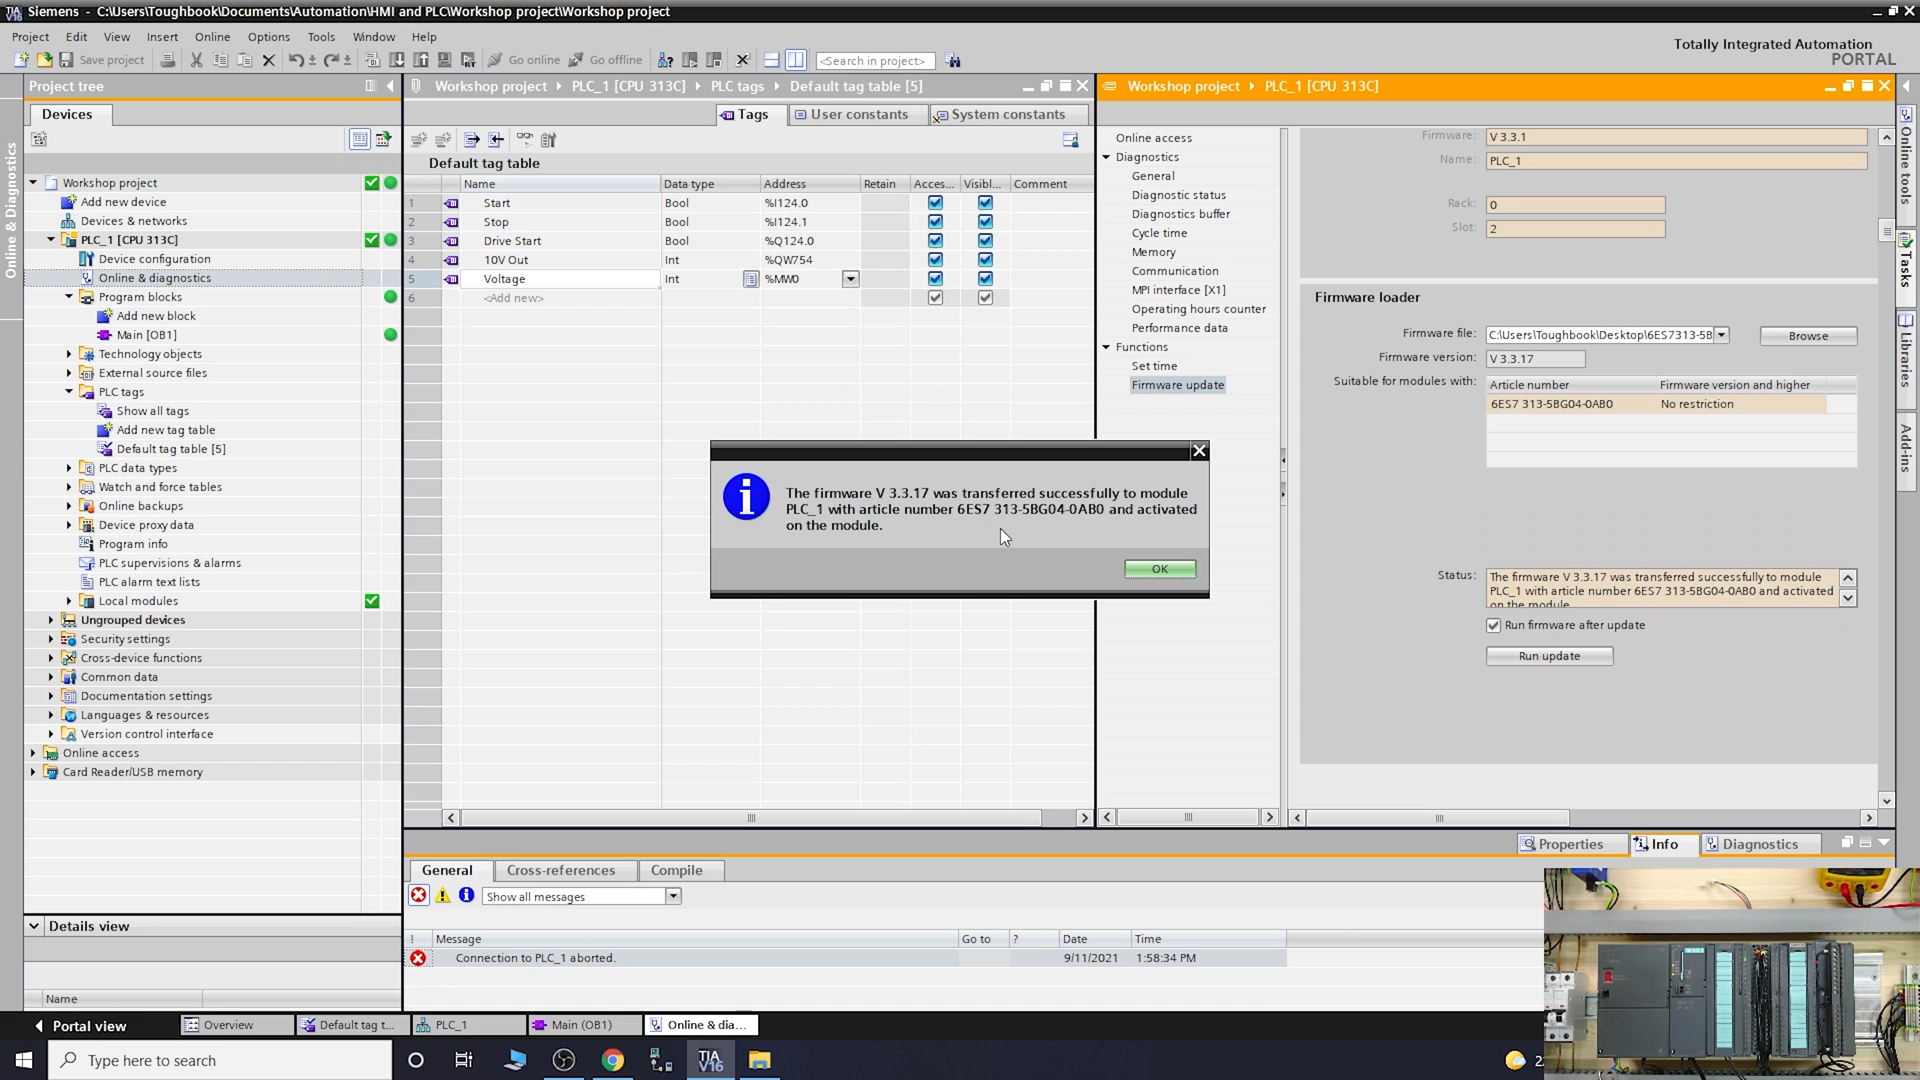 Siemens - C:\Users\Toughbook\Documents\Automation\HMI and PLC\Workshop project\Workshop project
Project Edit View Insert Online Options Tools Window Help
Totally Integrated Automation
PORTAL
Save project
Go online
Go offline
<Search in project>
Project tree
Devices
Online & Diagnostics
Workshop project
Add new device
Devices & networks
PLC_1 [CPU 313C]
Device configuration
Online & diagnostics
Program blocks
Add new block
Main [OB1]
Technology objects
External source files
PLC tags
Show all tags
Add new tag table
Default tag table [5]
PLC data types
Watch and force tables
Online backups
Device proxy data
Program info
PLC supervisions & alarms
PLC alarm text lists
Local modules
Ungrouped devices
Security settings
Cross-device functions
Common data
Documentation settings
Languages & resources
Version control interface
Online access
Card Reader/USB memory
Details view
Name
Workshop project PLC_1 [CPU 313C] PLC tags Default tag table [5]
Tags User constants System constants
Default tag table
Name Data type Address Retain Acces... Visibl... Comment
1 Start Bool %I124.0
2 Stop Bool %I124.1
3 Drive Start Bool %Q124.0
4 10V Out Int %QW754
5 Voltage Int %MW0
6 <Add new>
Workshop project PLC_1 [CPU 313C]
Online access
Diagnostics
General
Diagnostic status
Diagnostics buffer
Cycle time
Memory
Communication
MPI interface [X1]
Operating hours counter
Performance data
Functions
Set time
Firmware update
Firmware: V 3.3.1
Name: PLC_1
Rack: 0
Slot: 2
Firmware loader
Firmware file: C:\Users\Toughbook\Desktop\6ES7313-5B
Browse
Firmware version: V 3.3.17
Suitable for modules with: Article number Firmware version and higher
6ES7 313-5BG04-0AB0 No restriction
Status: The firmware V 3.3.17 was transferred successfully to module
PLC_1 with article number 6ES7 313-5BG04-0AB0 and activated
on the module.
Run firmware after update
Run update
The firmware V 3.3.17 was transferred successfully to module
PLC_1 with article number 6ES7 313-5BG04-0AB0 and activated
on the module.
OK
Online tools
Tasks
Libraries
Add-ins
Properties Info Diagnostics
General Cross-references Compile
Show all messages
! Message Go to ? Date Time
Connection to PLC_1 aborted. 9/11/2021 1:58:34 PM
Portal view
Overview
Default tag t...
PLC_1
Main (OB1)
Online & dia...
Type here to search
TIA
V16